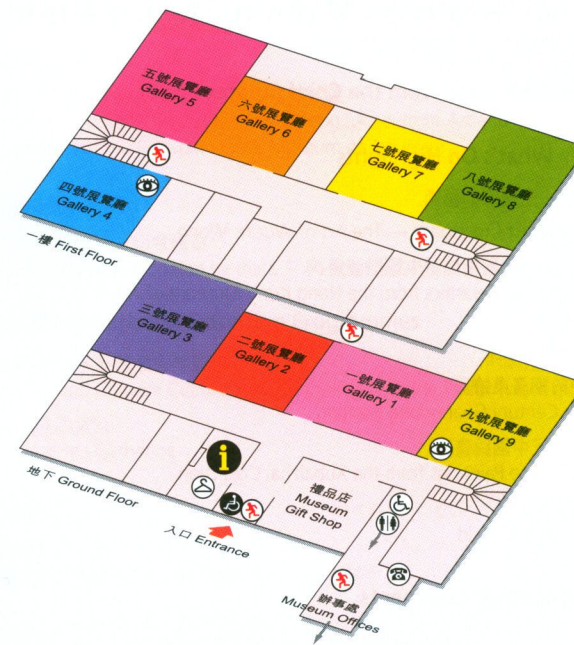 五號展覽廳
Gallery 5
六號展覽廳
Gallery 6
七號展覽廳
Gallery 7
八號展覽廳
Gallery 8
四號展覽廳
Gallery 4
一樓 First Floor
三號展覽廳
Gallery 3
二號展覽廳
Gallery 2
一號展覽廳
Gallery 1
九號展覽廳
Gallery 9
i
禮品店
Museum
Gift Shop
地下 Ground Floor
入口 Entrance
辦事處
Museum Offices